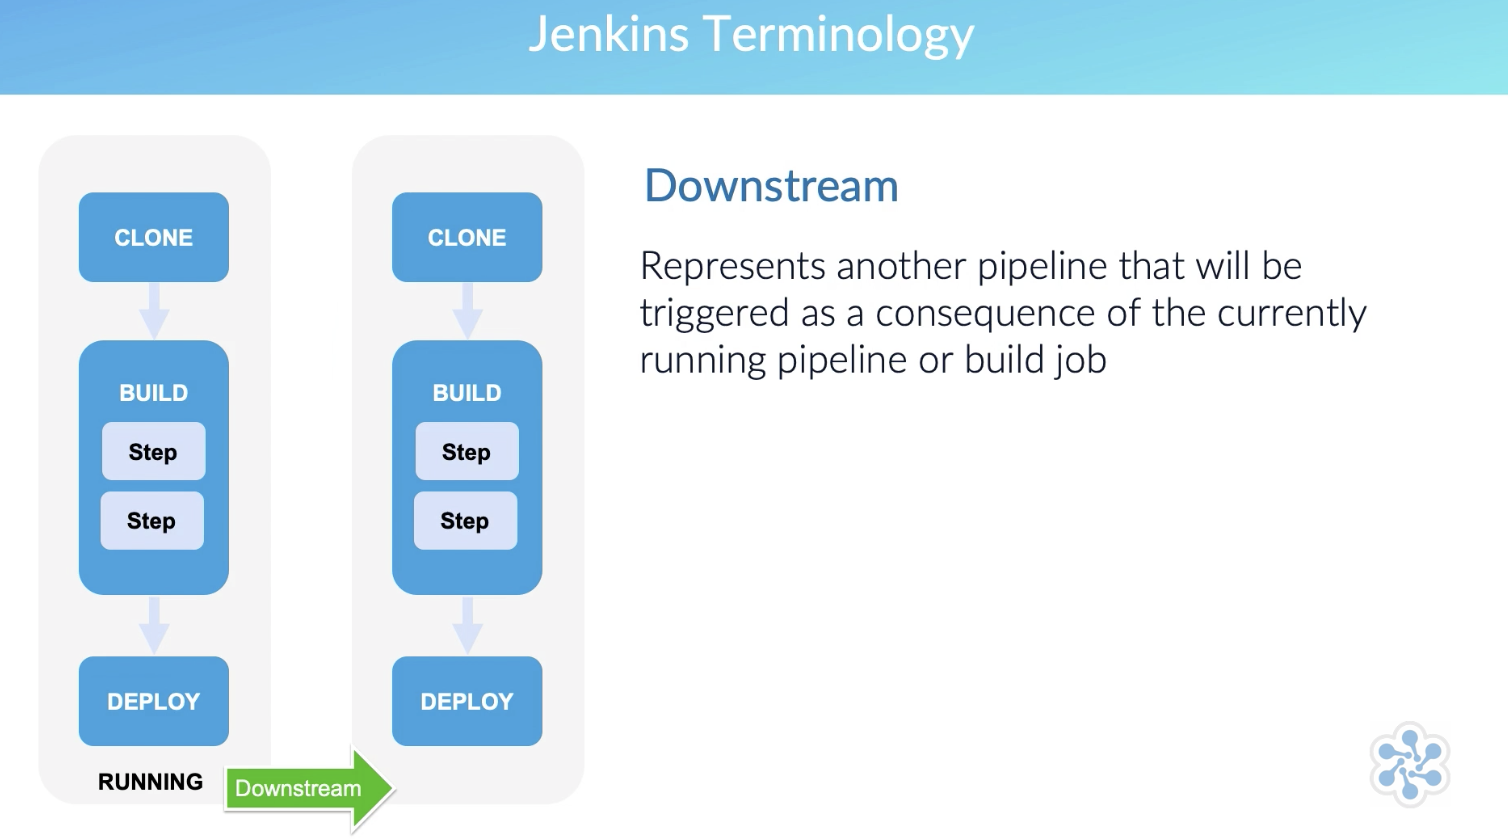 Jenkins Terminology
CLONE
BUILD
Step
Step
DEPLOY
RUNNING
Downstream
CLONE
BUILD
Step
Step
DEPLOY
Downstream
Represents another pipeline that will be
triggered as a consequence of the currently
running pipeline or build job